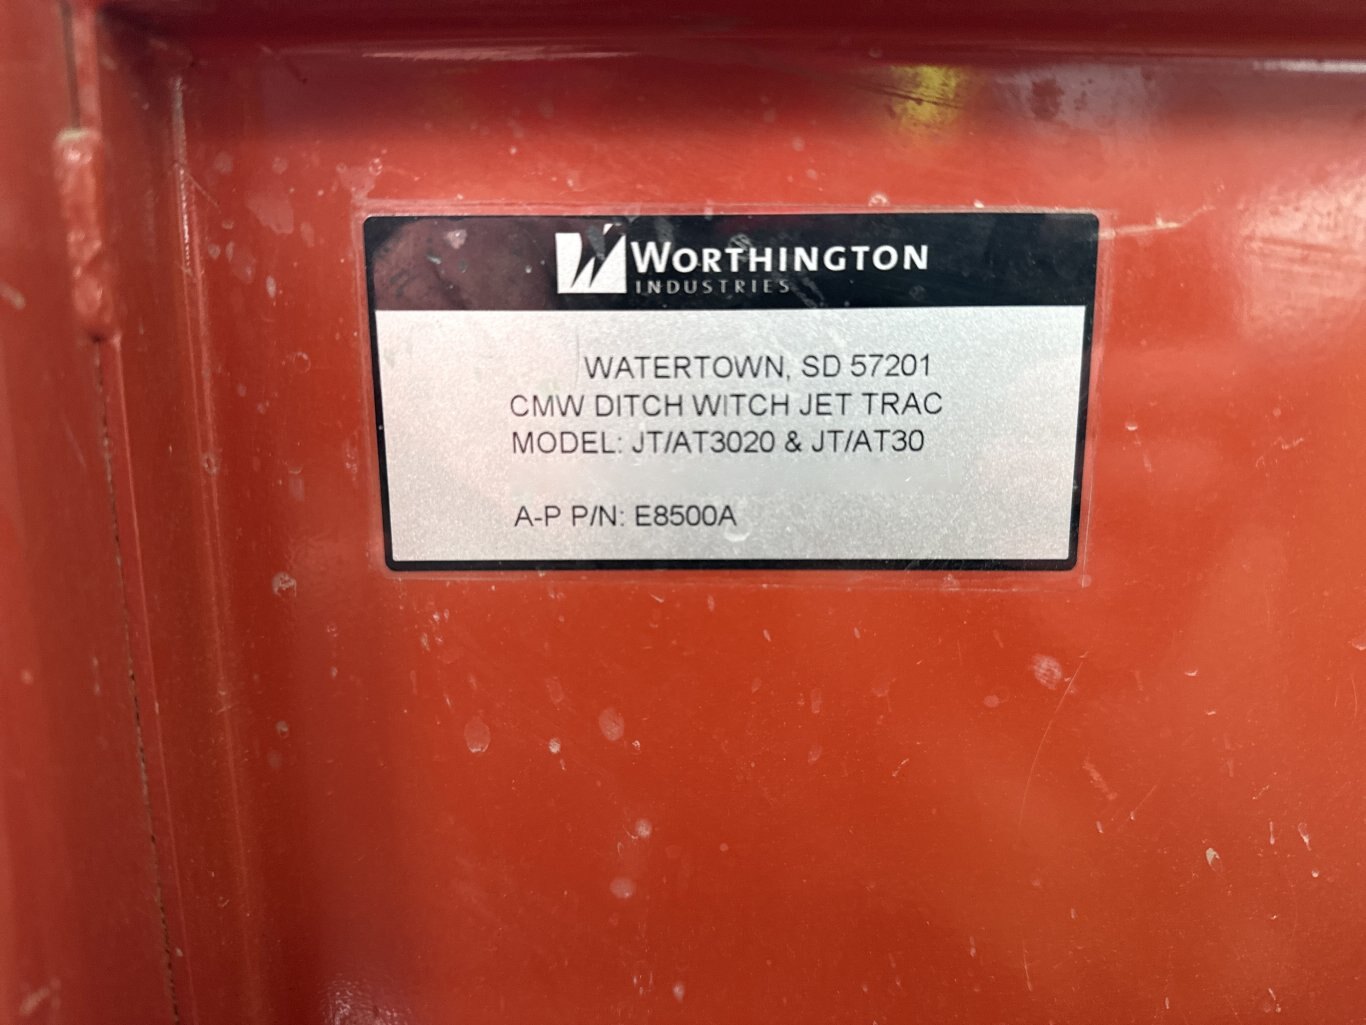 WORTHINGTON
INDUSTRIES
WATERTOWN, SD 57201
CMW DITCH WITCH JET TRAC
MODEL: JT/AT3020 & JT/AT30
A-P P/N: E8500A